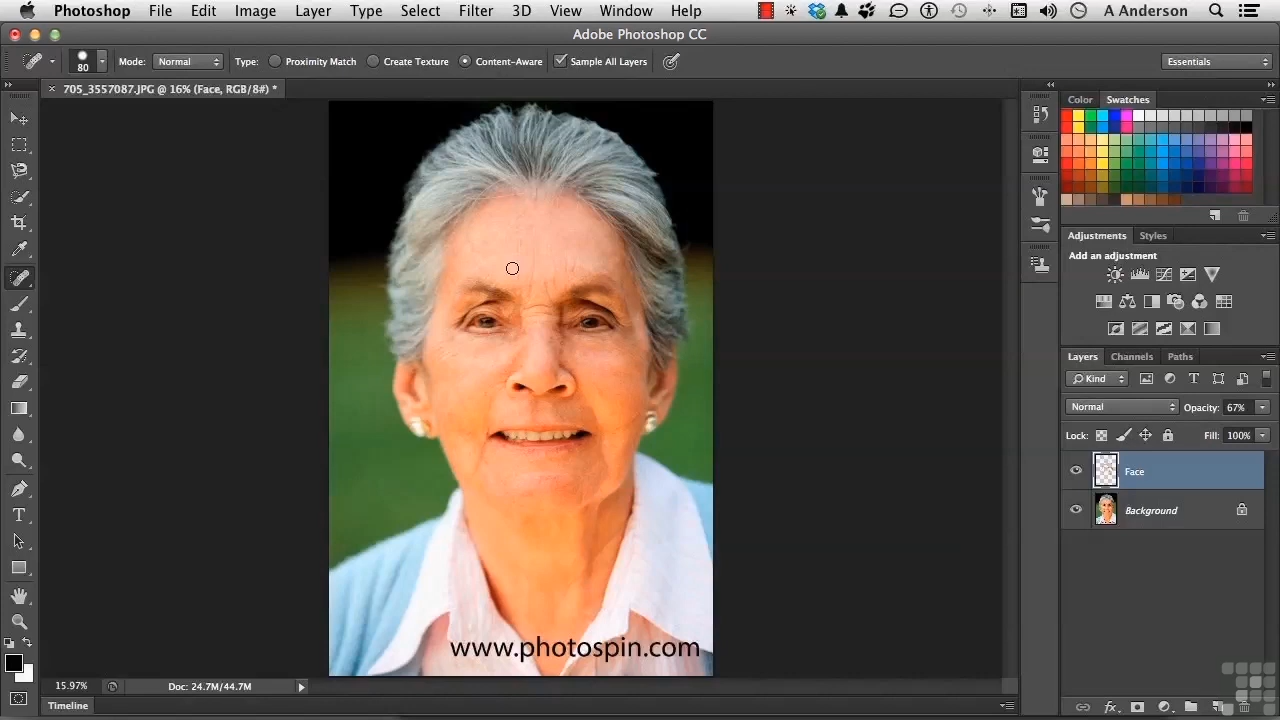 Photoshop File Edit Image Layer Type Select Filter 3D View Window Help A Anderson
Adobe Photoshop CC
80 Mode: Normal Type: Proximity Match Create Texture Content-Aware Sample All Layers Essentials
705_3557087.JPG @ 16% (Face, RGB/8#) *
Color Swatches
Adjustments Styles
Add an adjustment
Layers Channels Paths
Kind
Normal Opacity: 67%
Lock: Fill: 100%
Face
Background
www.photospin.com
15.97% Doc: 24.7M/44.7M
Timeline